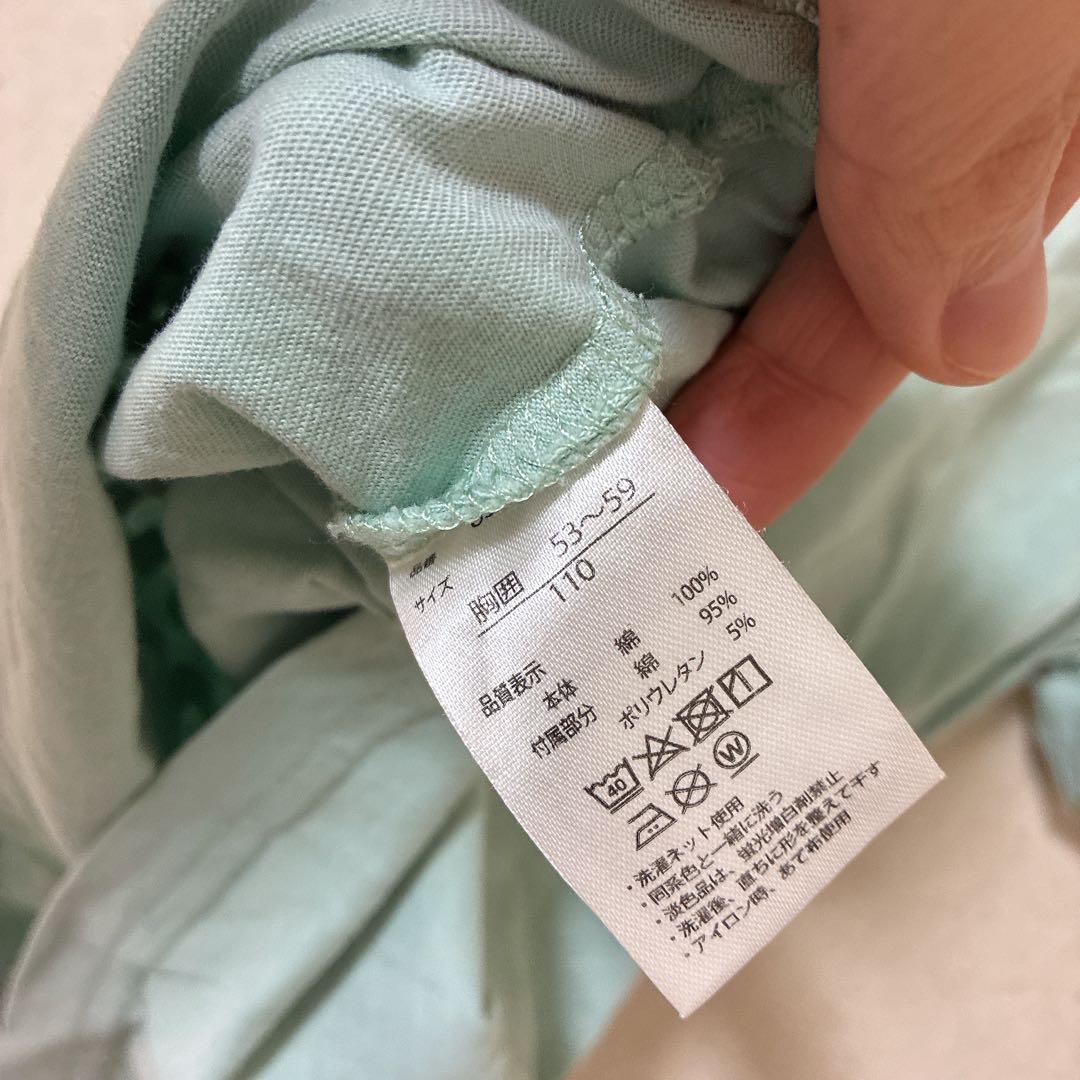 品番
サイズ
胸囲 53〜59
110
品質表示
本体 綿 100%
付属部分 綿 95%
ポリウレタン 5%
40
W
・洗濯ネット使用
・同系色と一緒に洗う
・淡色品は、蛍光増白剤禁止
・洗濯後、直ちに形を整えて干す
・アイロン時、あて布使用